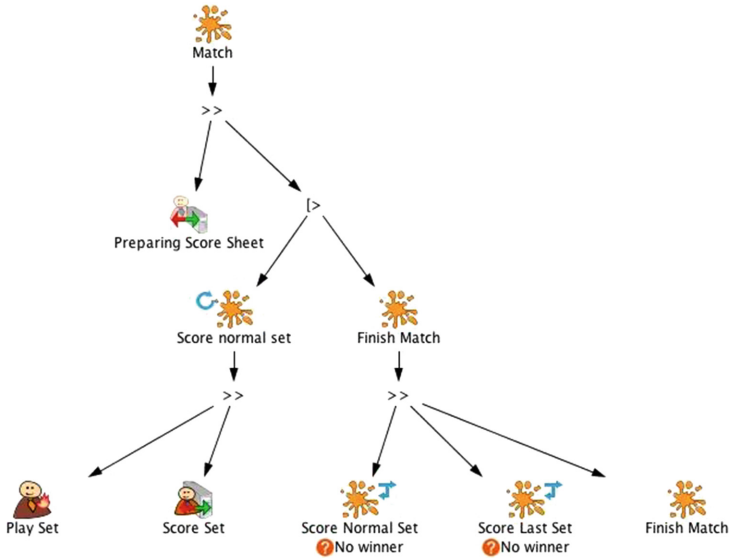 Match
>>
[>
Preparing Score Sheet
Score normal set
Finish Match
>>
>>
Play Set
Score Set
Score Normal Set
?No winner
Score Last Set
?No winner
Finish Match